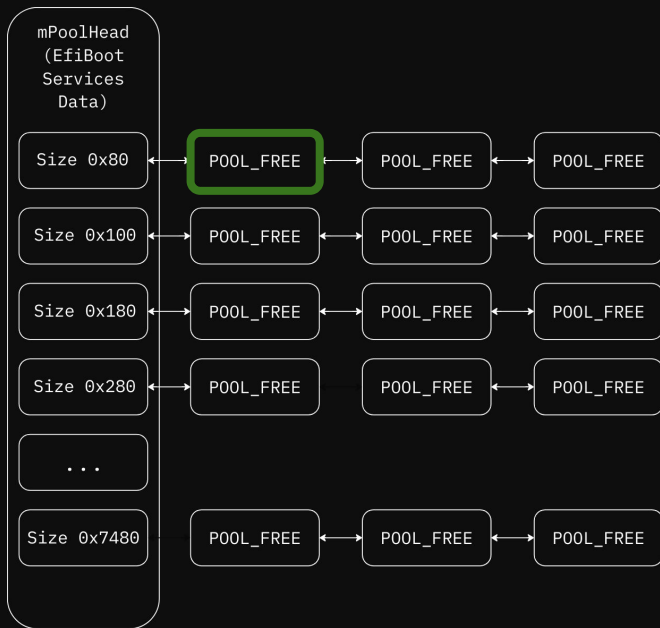 mPoolHead
(EfiBoot
Services
Data)
Size 0x80 POOL_FREE POOL_FREE POOL_FREE
Size 0x100 POOL_FREE POOL_FREE POOL_FREE
Size 0x180 POOL_FREE POOL_FREE POOL_FREE
Size 0x280 POOL_FREE POOL_FREE POOL_FREE
...
Size 0x7480 POOL_FREE POOL_FREE POOL_FREE